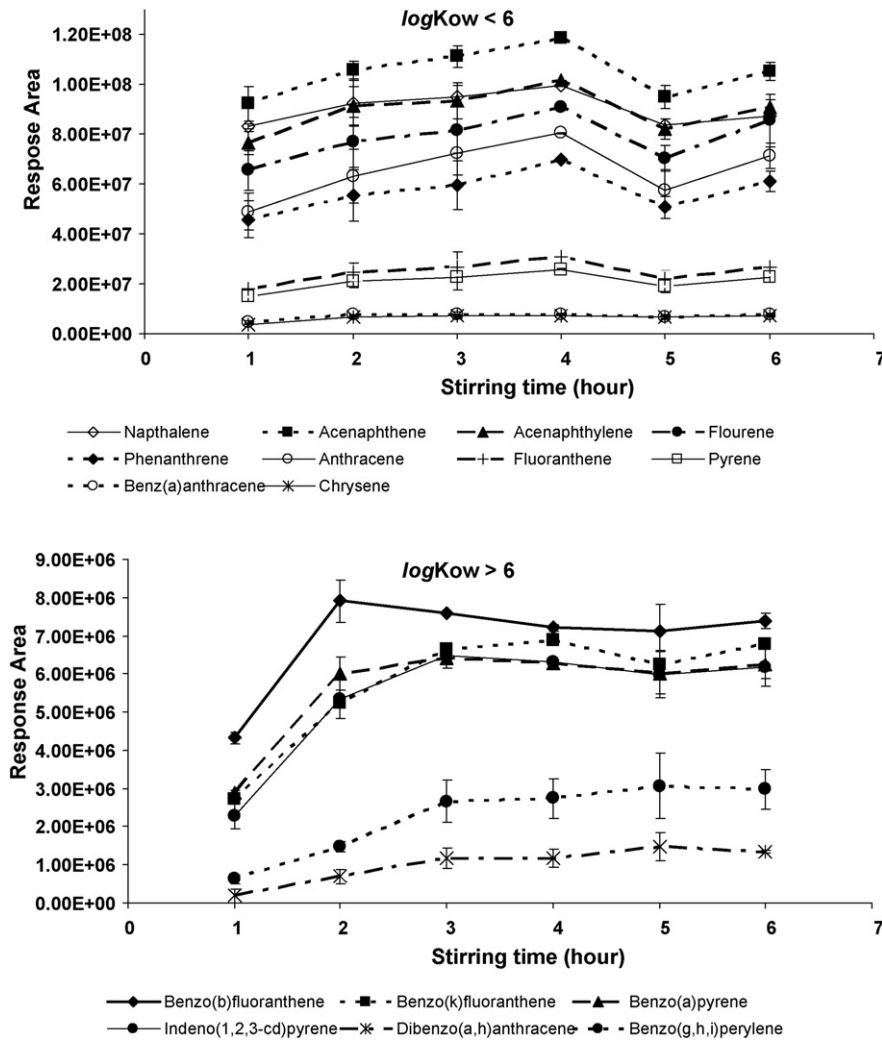 logKow < 6
Respose Area
1.20E+08
1.00E+08
8.00E+07
6.00E+07
4.00E+07
2.00E+07
0.00E+00
0 1 2 3 4 5 6 7
Stirring time (hour)
Napthalene Acenaphthene Acenaphthylene Flourene
Phenanthrene Anthracene Fluoranthene Pyrene
Benz(a)anthracene Chrysene
logKow > 6
Response Area
9.00E+06
8.00E+06
7.00E+06
6.00E+06
5.00E+06
4.00E+06
3.00E+06
2.00E+06
1.00E+06
0.00E+00
0 1 2 3 4 5 6 7
Stirring time (hour)
Benzo(b)fluoranthene Benzo(k)fluoranthene Benzo(a)pyrene
Indeno(1,2,3-cd)pyrene Dibenzo(a,h)anthracene Benzo(g,h,i)perylene